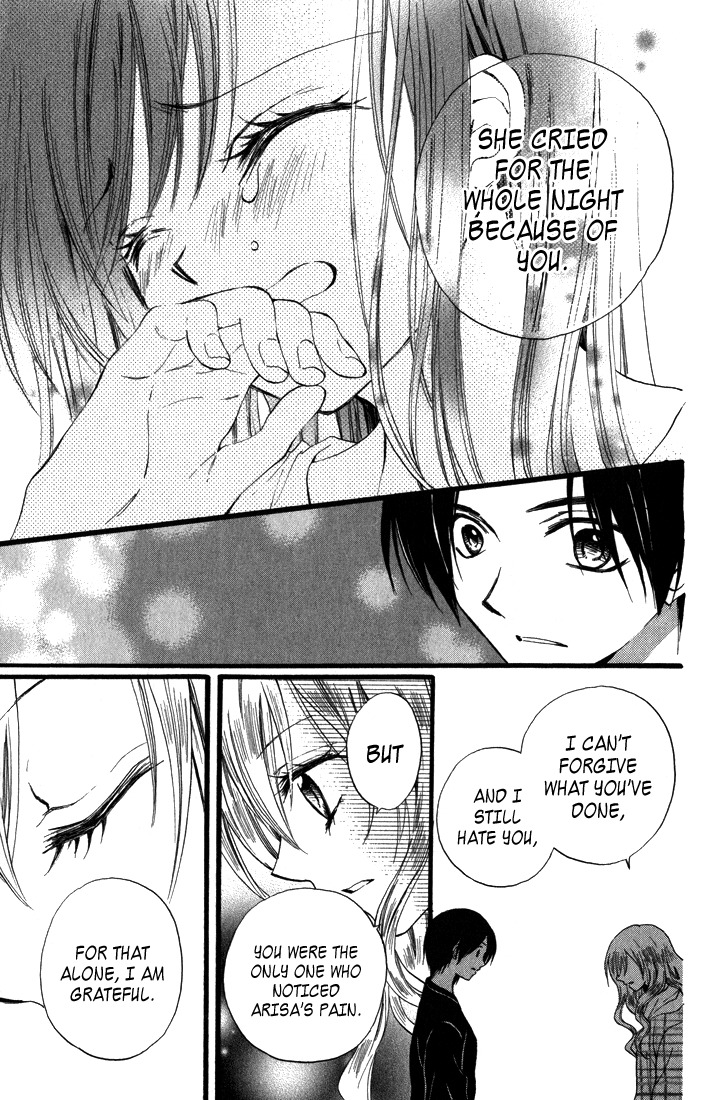 SHE CRIED
FOR THE
WHOLE NIGHT
BECAUSE OF
YOU.
I CAN'T
FORGIVE
WHAT YOU'VE
DONE,
AND I
STILL
HATE YOU,
BUT
YOU WERE THE
ONLY ONE WHO
NOTICED
ARISA'S PAIN.
FOR THAT
ALONE, I AM
GRATEFUL.